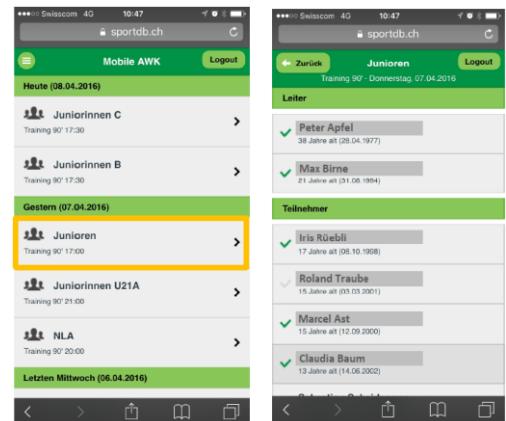 Swisscom 4G 10:47
sportdb.ch
Mobile AWK
Logout
Heute (08.04.2016)
Juniorinnen C
Training 90' 17:30
Juniorinnen B
Training 90' 17:30
Gestern (07.04.2016)
Junioren
Training 90' 17:00
Juniorinnen U21A
Training 90' 21:00
NLA
Training 90' 20:00
Letzten Mittwoch (06.04.2016)
Swisscom 4G 10:47
sportdb.ch
Zurück
Junioren
Logout
Training 90' - Donnerstag, 07.04.2016
Leiter
Peter Apfel
38 Jahre alt (28.04.1977)
Max Birne
21 Jahre alt (31.08.1994)
Teilnehmer
Iris Rüebli
17 Jahre alt (08.10.1998)
Roland Traube
15 Jahre alt (03.03.2001)
Marcel Ast
15 Jahre alt (12.09.2000)
Claudia Baum
13 Jahre alt (14.06.2002)